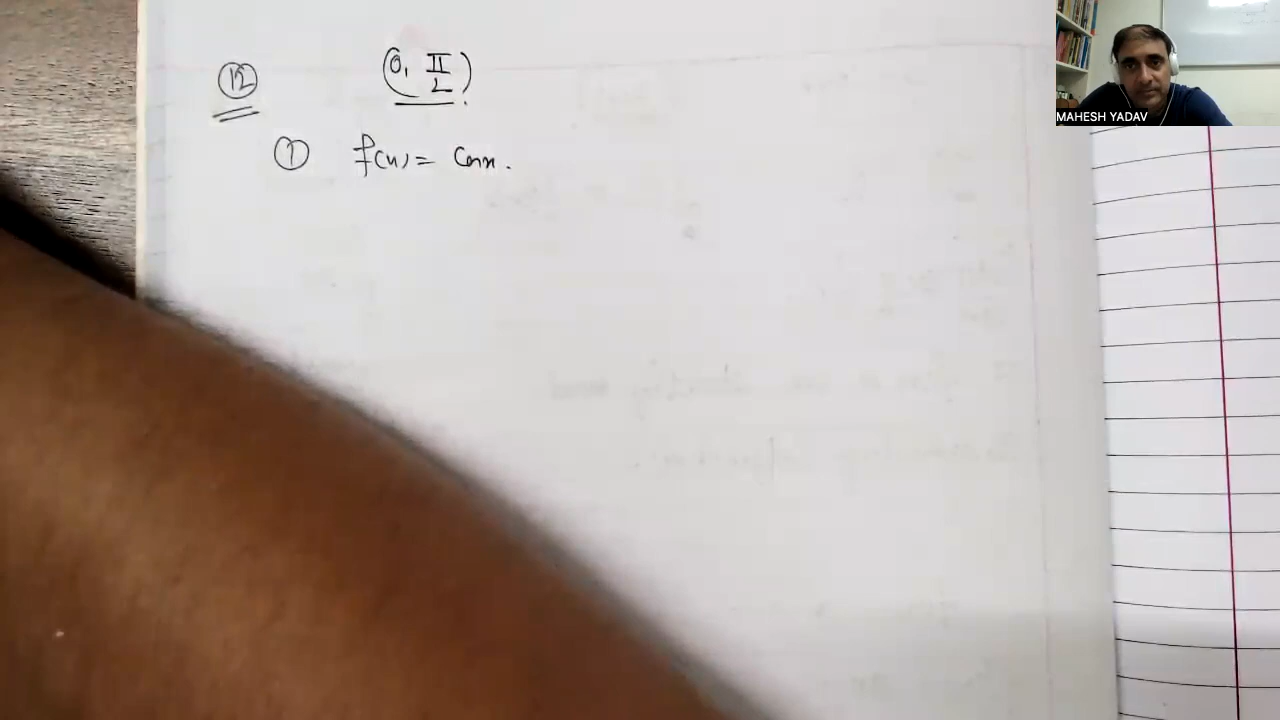 12 (0, π/2).
1 f(x) = cosx.
MAHESH YADAV